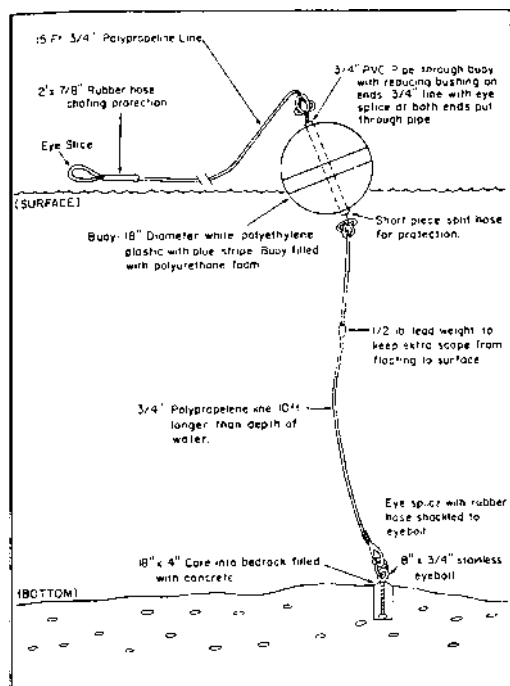 15 Ft. 3/4" Polypropeline Line
2' x 7/8" Rubber hose
chafing protection
Eye Slice
3/4" PVC Pipe through buoy
with reducing bushing on
ends. 3/4" line with eye
splice at both ends put
through pipe
(SURFACE)
Buoy-18" Diameter white polyethylene
plastic with blue stripe. Buoy filled
with polyurethane foam
Short piece split hose
for protection.
1/2 lb lead weight to
keep extra scope from
floating to surface
3/4" Polypropelene line 10ft
longer than depth of
water.
Eye splice with rubber
hose shackled to
eyebolt
18" x 4" Core into bedrock filled
with concrete
8" x 3/4" stainless
eyebolt
(BOTTOM)